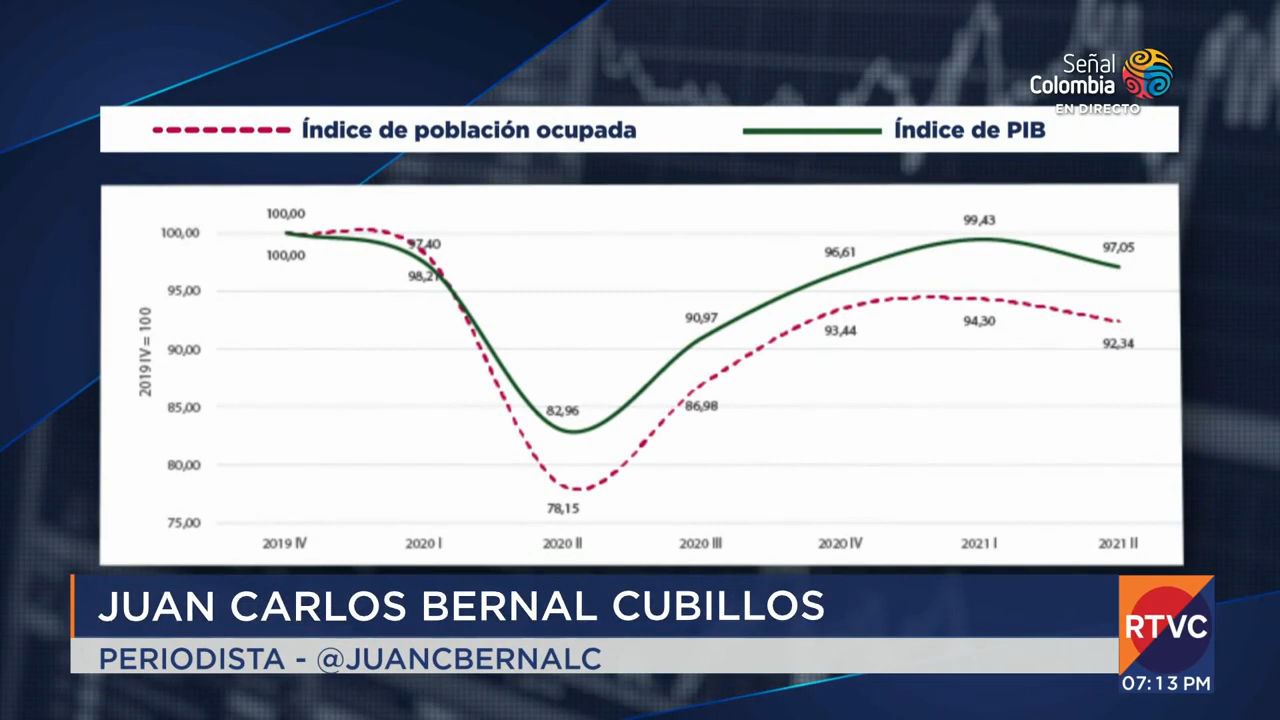 Señal
Colombia
EN DIRECTO
Índice de población ocupada
Índice de PIB
2019 IV = 100
100,00
95,00
90,00
85,00
80,00
75,00
100,00
100,00
97,40
98,21
82,96
78,15
90,97
86,98
96,61
93,44
99,43
94,30
97,05
92,34
2019 IV
2020 I
2020 II
2020 III
2020 IV
2021 I
2021 II
JUAN CARLOS BERNAL CUBILLOS
PERIODISTA - @JUANCBERNALC
RTVC
07:13 PM